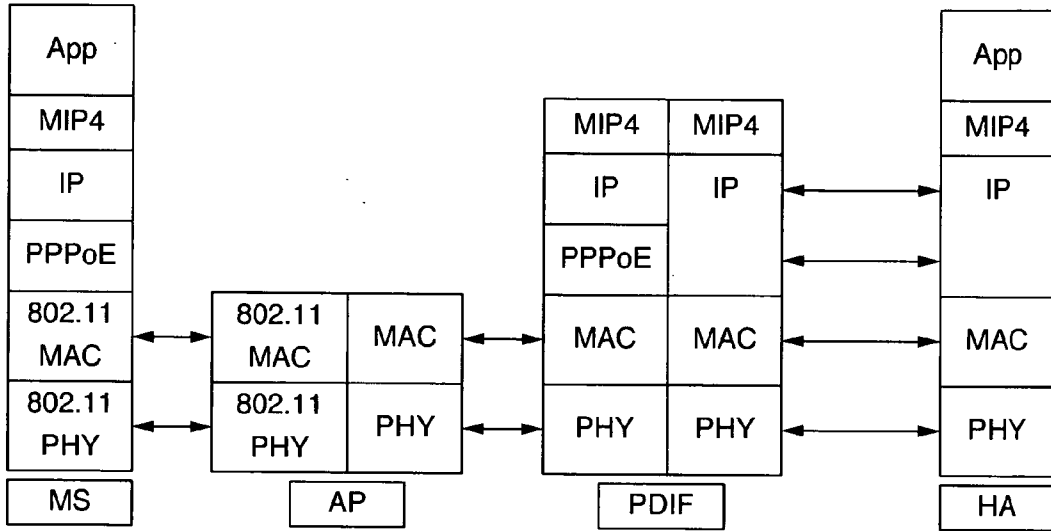 App
MIP4
IP
PPPoE
802.11
MAC
802.11
PHY
MS
802.11
MAC
MAC
802.11
PHY
PHY
AP
MIP4
MIP4
IP
IP
PPPoE
MAC
MAC
PHY
PHY
PDIF
App
MIP4
IP
MAC
PHY
HA